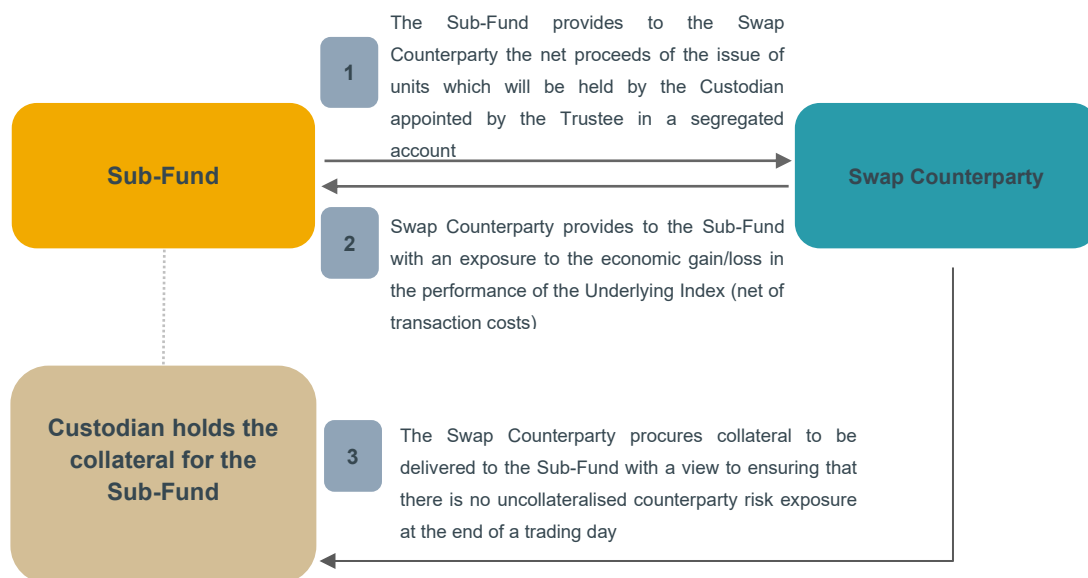 The Sub-Fund provides to the Swap
Counterparty the net proceeds of the issue of
units which will be held by the Custodian
appointed by the Trustee in a segregated
account
1
Sub-Fund
Swap Counterparty
2
Swap Counterparty provides to the Sub-Fund
with an exposure to the economic gain/loss in
the performance of the Underlying Index (net of
transaction costs)
Custodian holds the
collateral for the
Sub-Fund
3
The Swap Counterparty procures collateral to be
delivered to the Sub-Fund with a view to ensuring that
there is no uncollateralised counterparty risk exposure
at the end of a trading day